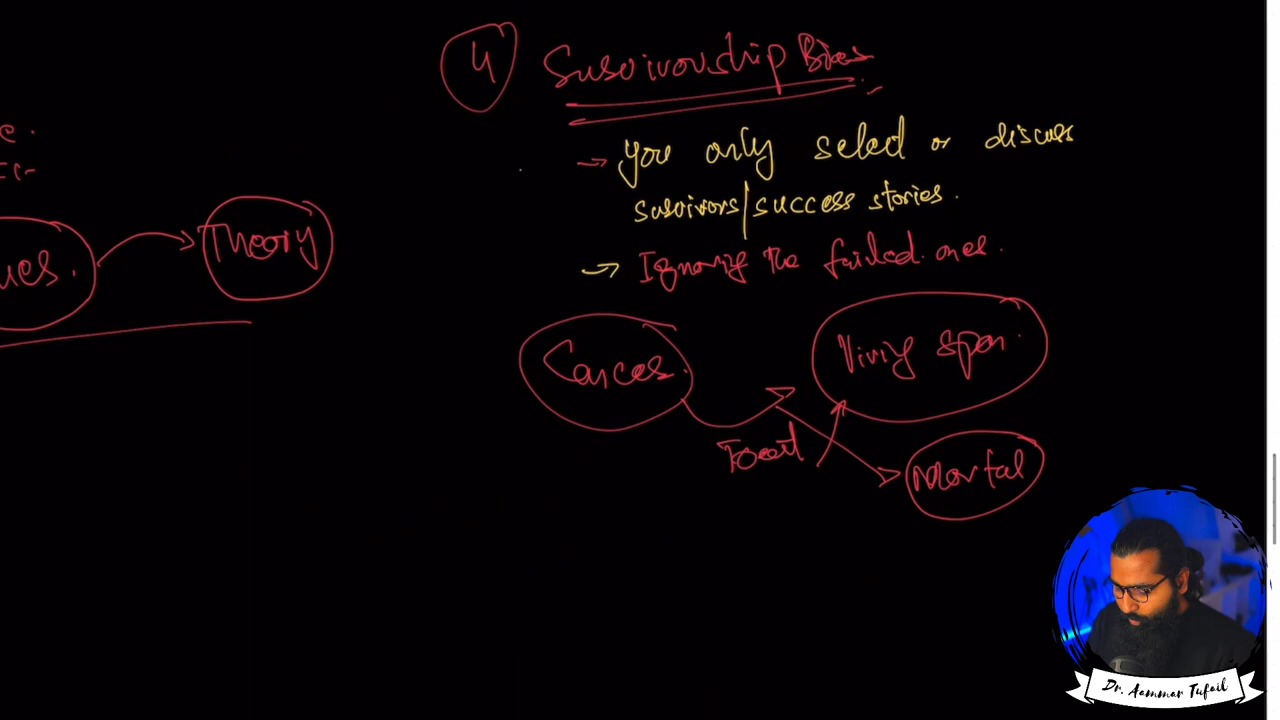 4 Survivorship Bias
→ you only select or discuss
survivors/success stories.
→ Ignoring the failed ones.
Theory
Cancer.
living span.
Mortal
Dr. Aammar Tufail